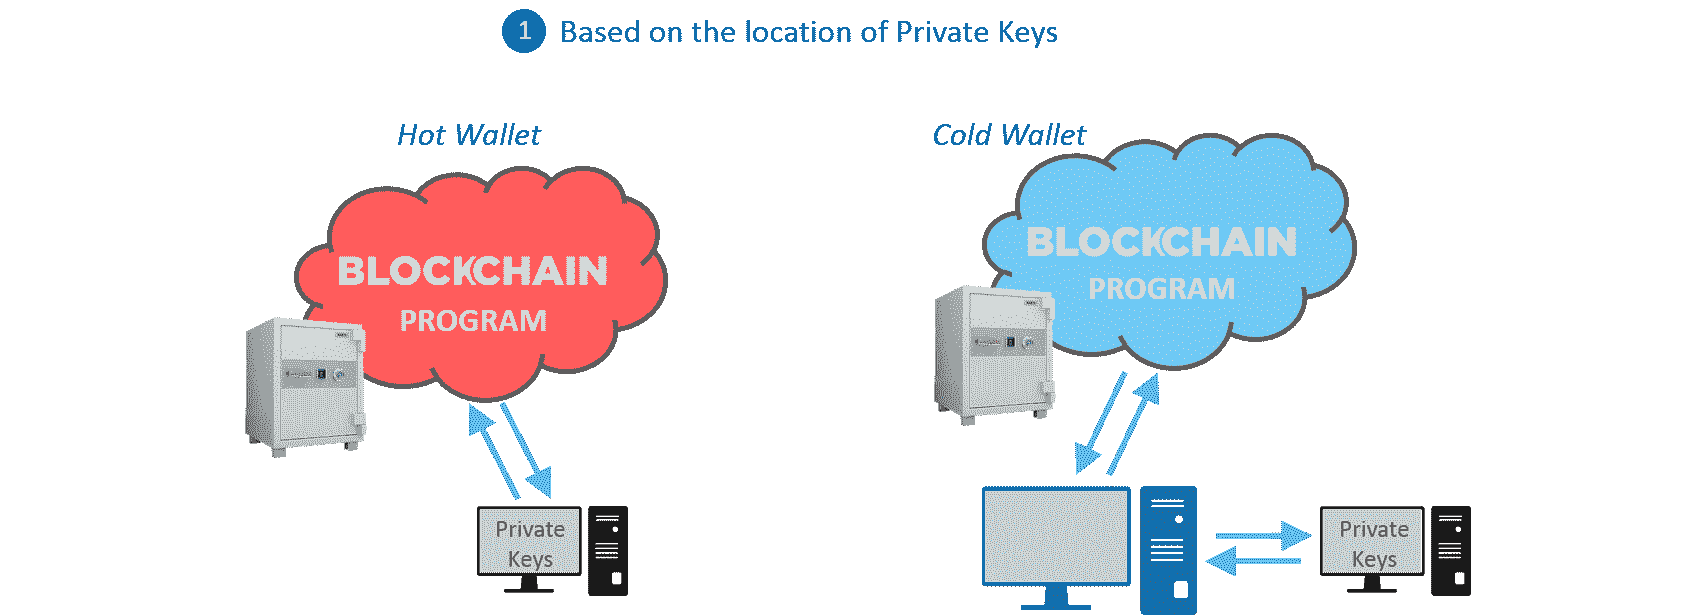 1 Based on the location of Private Keys
Hot Wallet
BLOCKCHAIN
PROGRAM
Private
Keys
Cold Wallet
BLOCKCHAIN
PROGRAM
Private
Keys